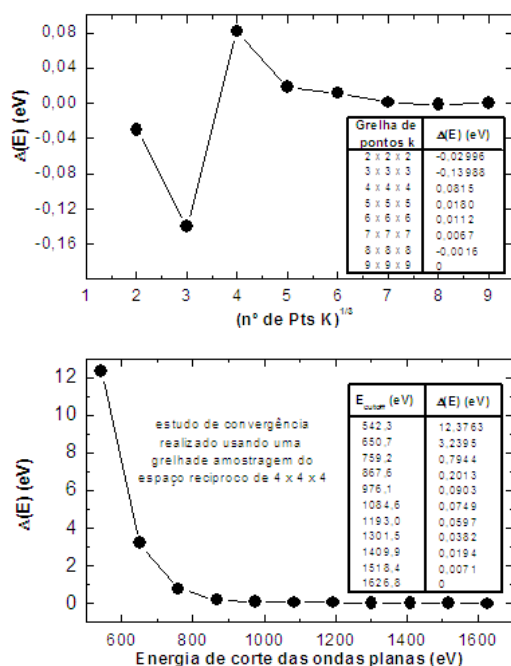 0,08
0,04
0,00
-0,04
-0,08
-0,12
-0,16
Δ(E) (eV)
Grelha de pontos k Δ(E) (eV)
2 x 2 x 2 -0.02996
3 x 3 x 3 -0.13988
4 x 4 x 4 0.0815
5 x 5 x 5 0.0180
6 x 6 x 6 0.0112
7 x 7 x 7 0.0067
8 x 8 x 8 -0.0016
9 x 9 x 9 0
1 2 3 4 5 6 7 8 9
(nº de Pts K)^1/3
12
10
8
6
4
2
0
Δ(E) (eV)
estudo de convergência
realizado usando uma
grelhade amostragem do
espaço reciproco de 4 x 4 x 4
E_cutoff (eV) Δ(E) (eV)
542,3 12.3763
650,7 3.2395
759,2 0.7944
867,6 0.2013
976,1 0.0903
1084,6 0.0749
1193,0 0.0597
1301,5 0.0382
1409,9 0.0194
1518,4 0.0071
1626,8 0
600 800 1000 1200 1400 1600
Energia de corte das ondas planas (eV)